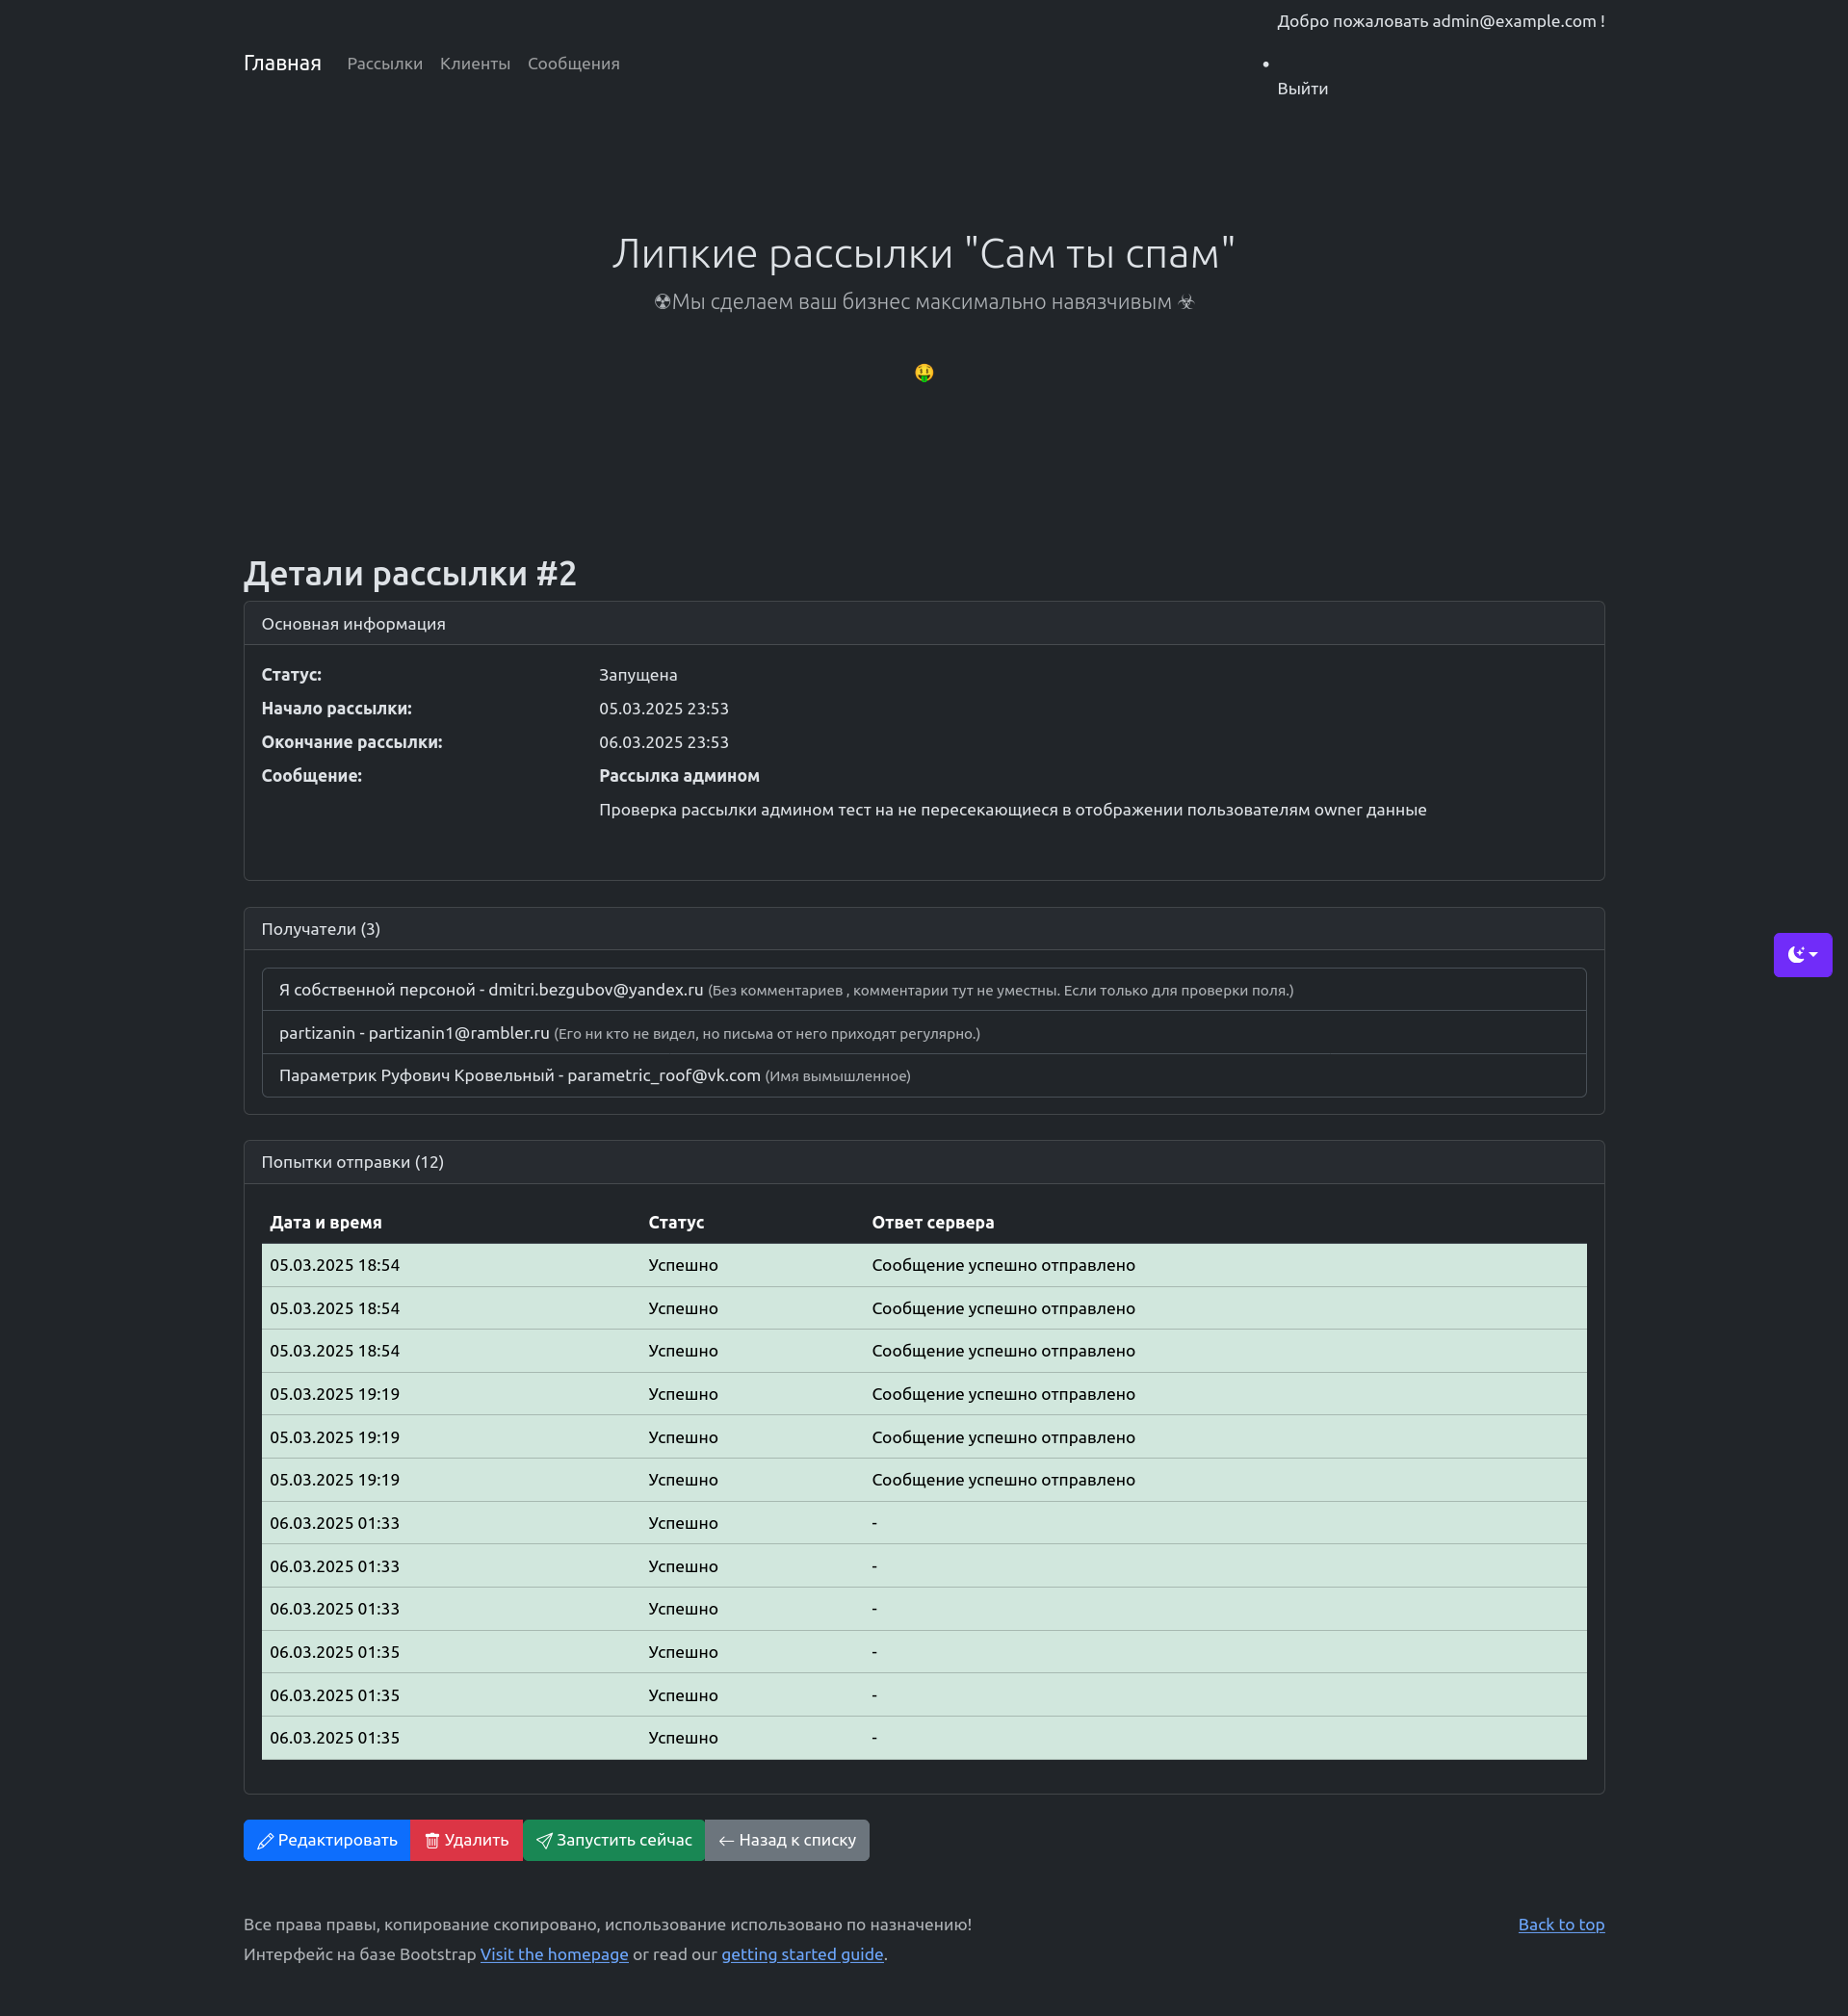 Добро пожаловать admin@example.com !
Главная Рассылки Клиенты Сообщения
Выйти
Липкие рассылки "Сам ты спам"
☢Мы сделаем ваш бизнес максимально навязчивым ☣
🤑
Детали рассылки #2
Основная информация
Статус: Запущена
Начало рассылки: 05.03.2025 23:53
Окончание рассылки: 06.03.2025 23:53
Сообщение: Рассылка админом
Проверка рассылки админом тест на не пересекающиеся в отображении пользователям owner данные
Получатели (3)
Я собственной персоной - dmitri.bezgubov@yandex.ru (Без комментариев , комментарии тут не уместны. Если только для проверки поля.)
partizanin - partizanin1@rambler.ru (Его ни кто не видел, но письма от него приходят регулярно.)
Параметрик Руфович Кровельный - parametric_roof@vk.com (Имя вымышленное)
Попытки отправки (12)
Дата и время Статус Ответ сервера
05.03.2025 18:54 Успешно Сообщение успешно отправлено
05.03.2025 18:54 Успешно Сообщение успешно отправлено
05.03.2025 18:54 Успешно Сообщение успешно отправлено
05.03.2025 19:19 Успешно Сообщение успешно отправлено
05.03.2025 19:19 Успешно Сообщение успешно отправлено
05.03.2025 19:19 Успешно Сообщение успешно отправлено
06.03.2025 01:33 Успешно -
06.03.2025 01:33 Успешно -
06.03.2025 01:33 Успешно -
06.03.2025 01:35 Успешно -
06.03.2025 01:35 Успешно -
06.03.2025 01:35 Успешно -
Редактировать Удалить Запустить сейчас Назад к списку
Все права правы, копирование скопировано, использование использовано по назначению! Back to top
Интерфейс на базе Bootstrap Visit the homepage or read our getting started guide.